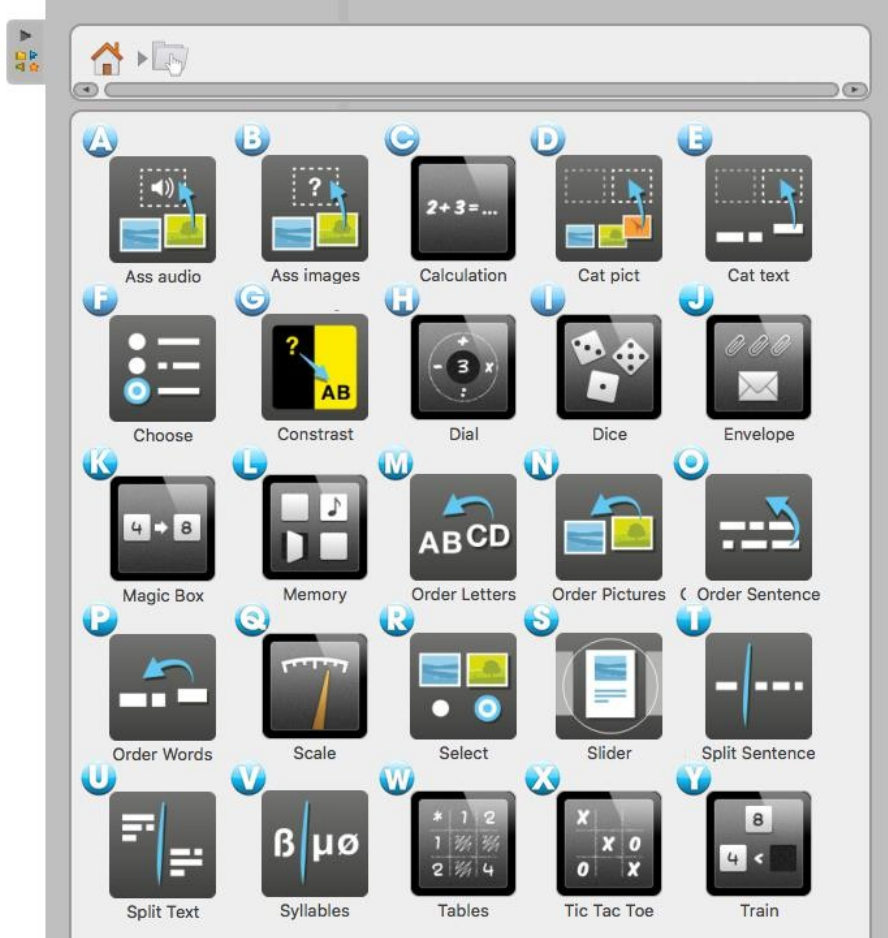 A B C D E
? 2+3=...
Ass audio Ass images Calculation Cat pict Cat text
F G H I J
? AB + - 3 x :
Choose Constrast Dial Dice Envelope
K L M N O
4 8 ABCD
Magic Box Memory Order Letters Order Pictures ( Order Sentence
P Q R S T
Order Words Scale Select Slider Split Sentence
U V W X Y
* 1 2 X 8
ß μø 1 X O 4 <
2 4 O X
Split Text Syllables Tables Tic Tac Toe Train